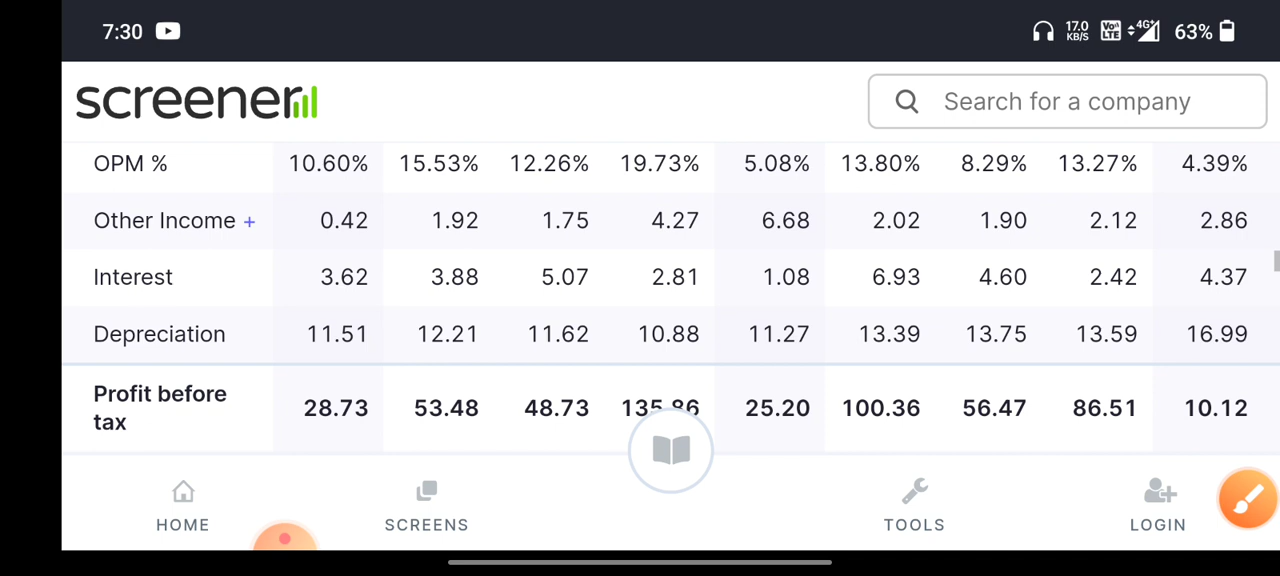 7:30 17.0 KB/S Vo) LTE 4G+ 63%
screener Search for a company
OPM % 10.60% 15.53% 12.26% 19.73% 5.08% 13.80% 8.29% 13.27% 4.39%
Other Income + 0.42 1.92 1.75 4.27 6.68 2.02 1.90 2.12 2.86
Interest 3.62 3.88 5.07 2.81 1.08 6.93 4.60 2.42 4.37
Depreciation 11.51 12.21 11.62 10.88 11.27 13.39 13.75 13.59 16.99
Profit before
tax 28.73 53.48 48.73 135.86 25.20 100.36 56.47 86.51 10.12
HOME SCREENS TOOLS LOGIN